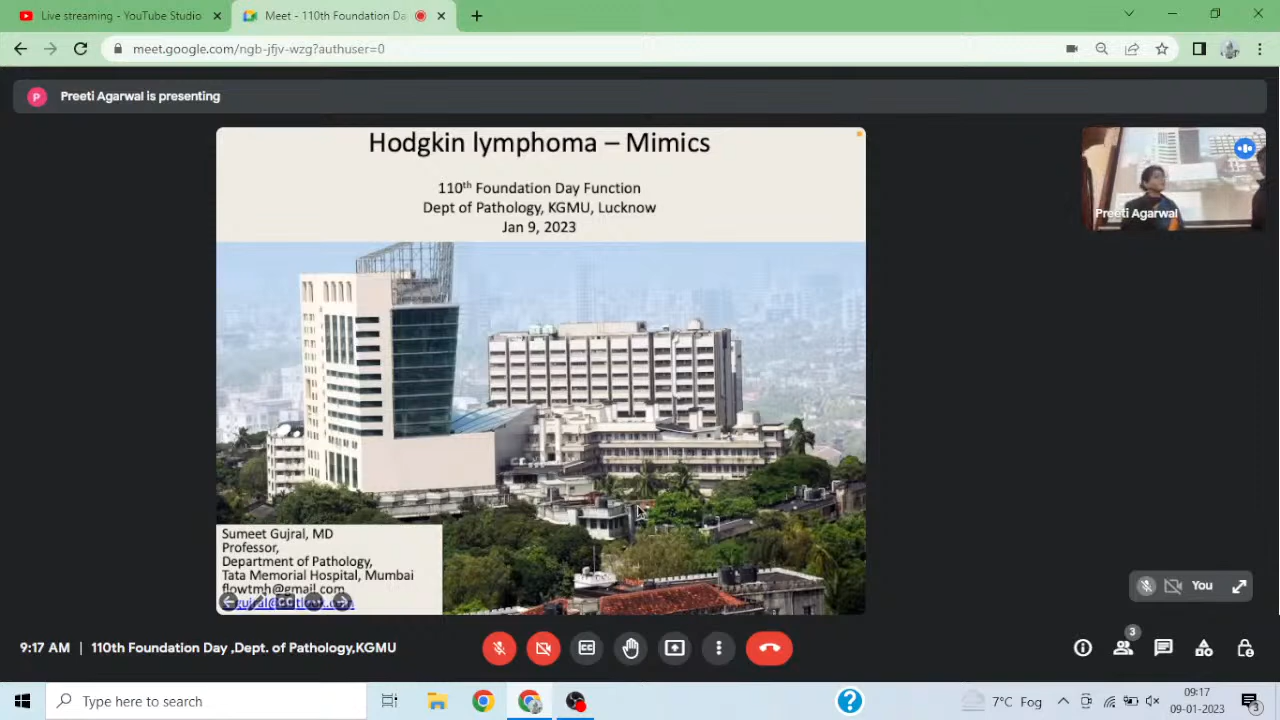 Live streaming - YouTube Studio
Meet - 110th Foundation Da
meet.google.com/ngb-jfjv-wzg?authuser=0
P
Preeti Agarwal is presenting
Hodgkin lymphoma – Mimics
110th Foundation Day Function
Dept of Pathology, KGMU, Lucknow
Jan 9, 2023
Preeti Agarwal
Sumeet Gujral, MD
Professor,
Department of Pathology,
Tata Memorial Hospital, Mumbai
flowtmh@gmail.com
You
3
9:17 AM | 110th Foundation Day ,Dept. of Pathology,KGMU
Type here to search
7°C Fog
09:17
09-01-2023
3